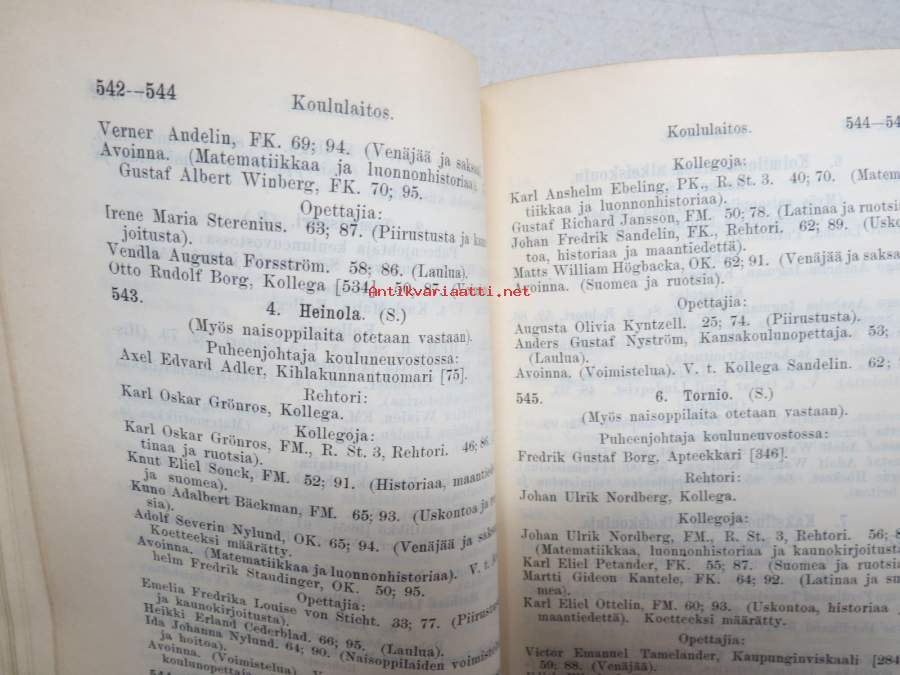 542--544
Koululaitos.
Verner Andelin, FK. 69; 94. (Venäjää ja
Avoinna. (Matematiikkaa ja luonnonhistoriaa).
Gustaf Albert Winberg, FK. 70; 95.
Opettajia:
Irene Maria Sterenius. 63; 87. (Piirustusta ja
joitusta).
Vendla Augusta Forsström. 58; 86. (Laulua).
Otto Rudolf Borg, Kollega [534]. 50. 87.
543.
4. Heinola. (S.)
(Myös naisoppilaita otetaan vastaan).
Puheenjohtaja kouluneuvostossa:
Axel Edvard Adler, Kihlakunnantuomari [75].
Rehtori:
Karl Oskar Grönros, Kollega.
Kollegoja:
Karl Oskar Grönros, FM., R. St. 3, Rehtori. 46; 86.
tinaa ja ruotsia).
Knut Eliel Sonck, FM. 52; 91. (Historiaa,
ja suomea).
Kuno Adalbert Bäckman, FM. 65; 93. (Uskontoa ja
sia).
Adolf Severin Nylund, OK. 65; 94. (Venäjää ja
Koetteeksi määrätty.
Avoinna. (Matematiikkaa ja luonnonhistoriaa). V. t.
helm Fredrik Staudinger, OK. 50; 95.
Opettajia:
Emelia Fredrika Louise von Sticht. 33; 77.
ja kaunokirjoitusta).
Heikki Erland Cederblad. 66; 95. (Laulua).
Ida Johanna Nylund. 64; 90. (Naisoppilaiden
ja hoitoa).
Avoinna. (Voimistelua)
koulunopettaja.
544
Koululaitos.
Kollegoja:
Karl Anshelm Ebeling, PK., R. St. 3. 40; 70.
tiikkaa ja luonnonhistoriaa).
Gustaf Richard Jansson, FM. 50; 78. (Latinaa ja ruotsia
Johan Fredrik Sandelin, FK., Rehtori. 62; 89.
toa, historiaa ja maantiedettä).
Matts William Högbacka, OK. 62; 91. (Venäjää ja
Avoinna. (Suomea ja ruotsia).
Opettajia:
Augusta Olivia Kyntzell. 25; 74. (Piirustusta).
Anders Gustaf Nyström, Kansakoulunopettaja. 53;
(Laulua).
Avoinna. (Voimistelua). V. t. Kollega Sandelin. 62;
545.
6. Tornio. (S.)
(Myös naisoppilaita otetaan vastaan).
Puheenjohtaja kouluneuvostossa:
Fredrik Gustaf Borg, Apteekkari [346].
Rehtori:
Johan Ulrik Nordberg, Kollega.
Kollegoja:
Johan Ulrik Nordberg, FM., R. St. 3, Rehtori. 56;
(Matematiikkaa, luonnonhistoriaa ja kaunokirjoitusta
Karl Eliel Petander, FK. 55; 87. (Suomea ja ruotsia
Martti Gideon Kantele, FK. 64; 92. (Latinaa ja
mea).
Karl Eliel Ottelin, FM. 60; 93. (Uskontoa, historiaa
maantiedettä). Koetteeksi määrätty.
Opettajia:
Victor Emanuel Tamelander, Kaupunginviskaali
59; 88. (Venäjää).
antikvariaatti.net